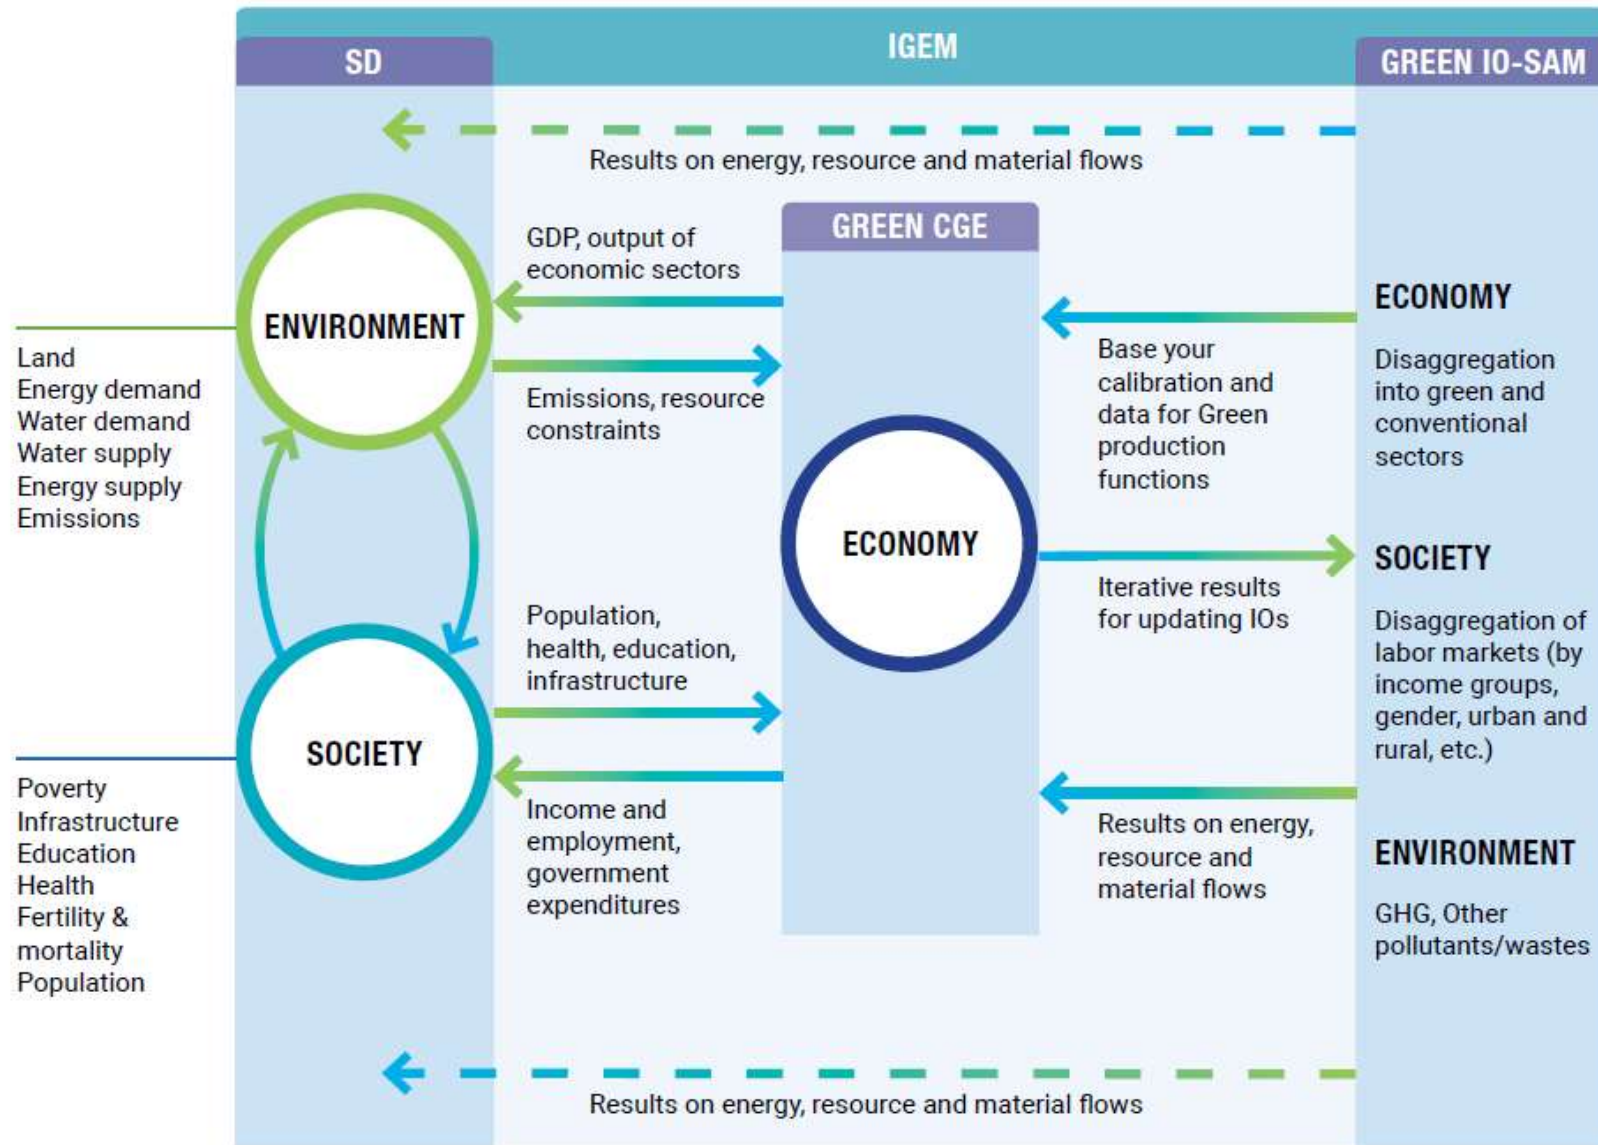 IGEM
SD
GREEN IO-SAM
Results on energy, resource and material flows
GREEN CGE
GDP, output of
economic sectors
ENVIRONMENT
Emissions, resource
constraints
Land
Energy demand
Water demand
Water supply
Energy supply
Emissions
Base your
calibration and
data for Green
production
functions
ECONOMY
Disaggregation
into green and
conventional
sectors
ECONOMY
Iterative results
for updating IOs
SOCIETY
Disaggregation of
labor markets (by
income groups,
gender, urban and
rural, etc.)
Population,
health, education,
infrastructure
SOCIETY
Income and
employment,
government
expenditures
Poverty
Infrastructure
Education
Health
Fertility &
mortality
Population
Results on energy,
resource and
material flows
ENVIRONMENT
GHG, Other
pollutants/wastes
Results on energy, resource and material flows